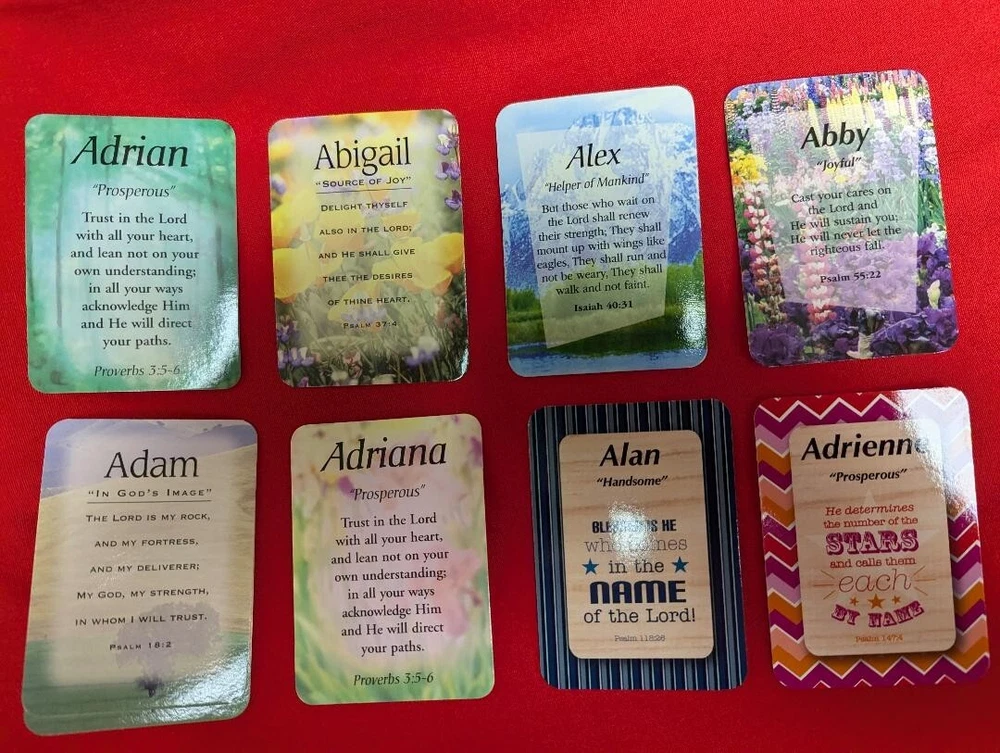 Adrian
"Prosperous"
Trust in the Lord
with all your heart,
and lean not on your
own understanding;
in all your ways
acknowledge Him
and He will direct
your paths.
Proverbs 3:5-6
Abigail
"Source of Joy"
Delight thyself
also in the Lord;
and He shall give
thee the desires
of thine heart.
Psalm 37:4
Alex
"Helper of Mankind"
But those who wait on
the Lord shall renew
their strength; They shall
mount up with wings like
eagles, They shall run and
not be weary, They shall
walk and not faint.
Isaiah 40:31
Abby
"Joyful"
Cast your cares on
the Lord and
He will sustain you;
He will never let the
righteous fall.
Psalm 55:22
Adam
"In God's Image"
The Lord is my rock,
and my fortress,
and my deliverer;
My God, my strength,
in whom I will trust.
Psalm 18:2
Adriana
"Prosperous"
Trust in the Lord
with all your heart,
and lean not on your
own understanding;
in all your ways
acknowledge Him
and He will direct
your paths.
Proverbs 3:5-6
Alan
"Handsome"
BLESSED IS HE
who comes
in the
NAME
of the Lord!
Psalm 118:26
Adrienne
"Prosperous"
He determines
the number of the
STARS
and calls them
each
BY NAME
Psalm 147:4